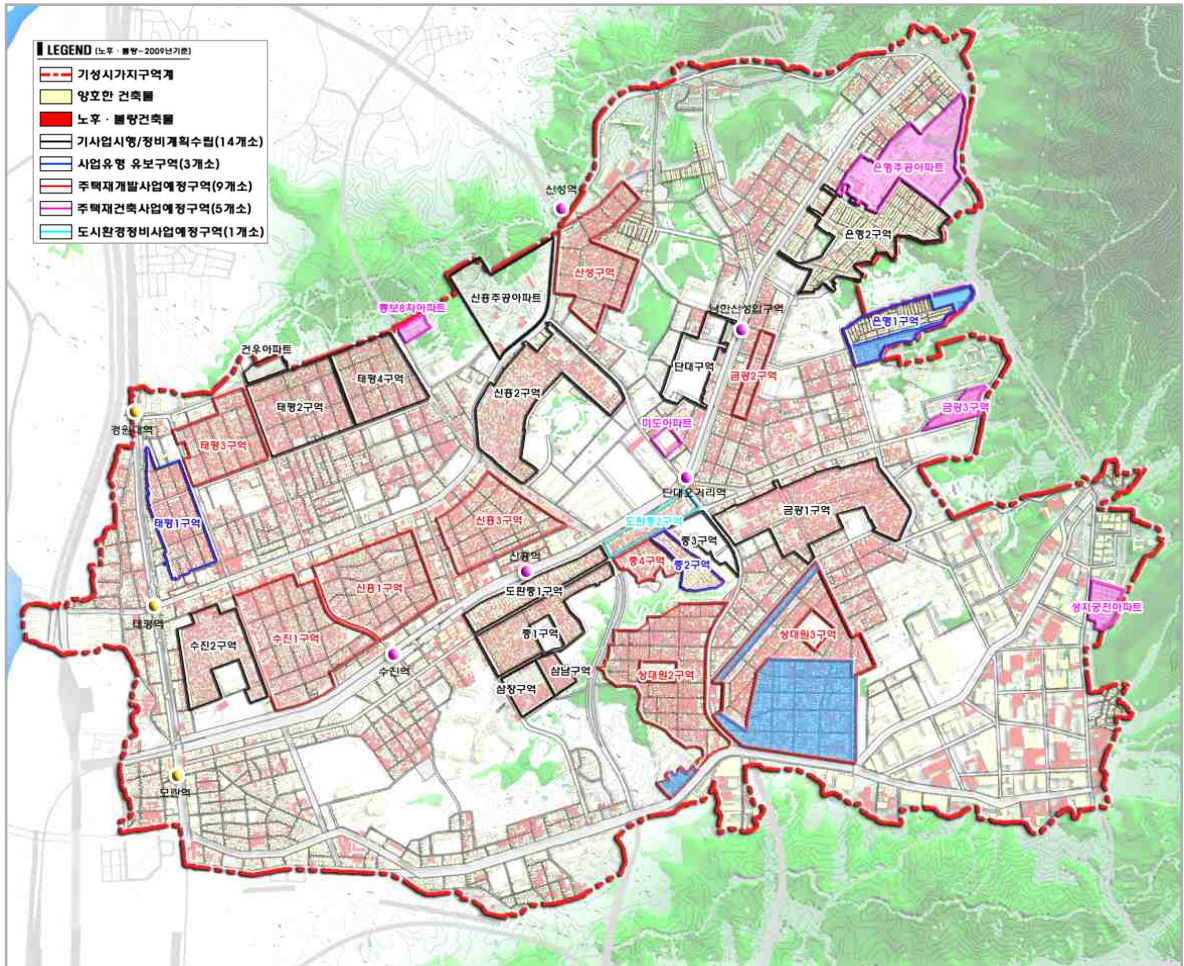 LEGEND (노후 · 불량-2009년기준)
기성시가지구역계
양호한 건축물
노후 · 불량건축물
기사업시행/정비계획수립(14개소)
사업유형 유보구역(3개소)
주택재개발사업예정구역(9개소)
주택재건축사업예정구역(5개소)
도시환경정비사업예정구역(1개소)
은행주공아파트
산성역
은행2구역
산성구역
신흥주공아파트
통보8차아파트
남한산성입구역
은행1구역
건우아파트
단대구역
태평4구역
금광2구역
신흥2구역
태평2구역
금광3구역
경원대역
미도아파트
태평3구역
단대오거리역
금광1구역
신흥3구역
도환중2구역
태평1구역
중3구역
신흥역
중4구역
중2구역
신흥1구역
도환중1구역
성지궁전아파트
태평역
중1구역
상대원3구역
수진1구역
수진2구역
수진역
삼남구역
상대원2구역
삼창구역
모란역